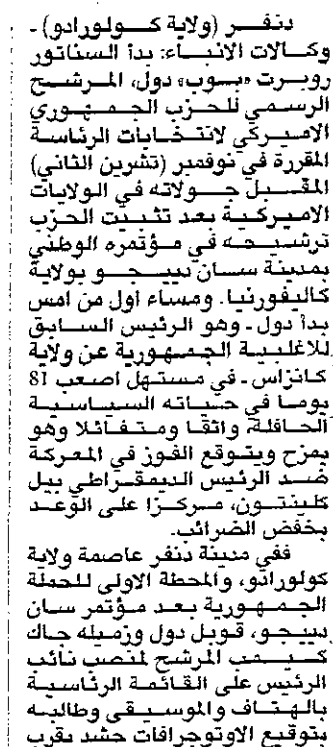 دنفر (ولاية كولورادو) ـ
وكالات الانباء: بدأ السناتور
روبرت «بوب» دول، المرشح
الرسمي للحزب الجمهوري
الاميركي لانتخابات الرئاسة
المقررة في نوفمبر (تشرين الثاني)
المقبل جولاته في الولايات
الاميركية بعد تثبيت الحزب
ترشيحه في مؤتمره الوطني
بمدينة سان دييجو بولاية
كاليفورنيا. ومساء اول من امس
بدأ دول ـ وهو الرئيس السابق
للاغلبية الجمهورية عن ولاية
كانزاس ـ في مستهل اصعب 81
يوما في حياته السياسية
الحافلة، واثقا ومتفائلا وهو
يمزح ويتوقع الفوز في المعركة
ضد الرئيس الديمقراطي بيل
كلينتون، مركزا على الوعد
بخفض الضرائب.
ففي مدينة دنفر عاصمة ولاية
كولورادو، والمحطة الاولى للحملة
الجمهورية بعد مؤتمر سان
دييجو، قوبل دول وزميله جاك
كيمب المرشح لمنصب نائب
الرئيس على القائمة الرئاسية
بالهتاف والموسيقى وطالبه
بتوقيع الاوتوجرافات حشد يقرب